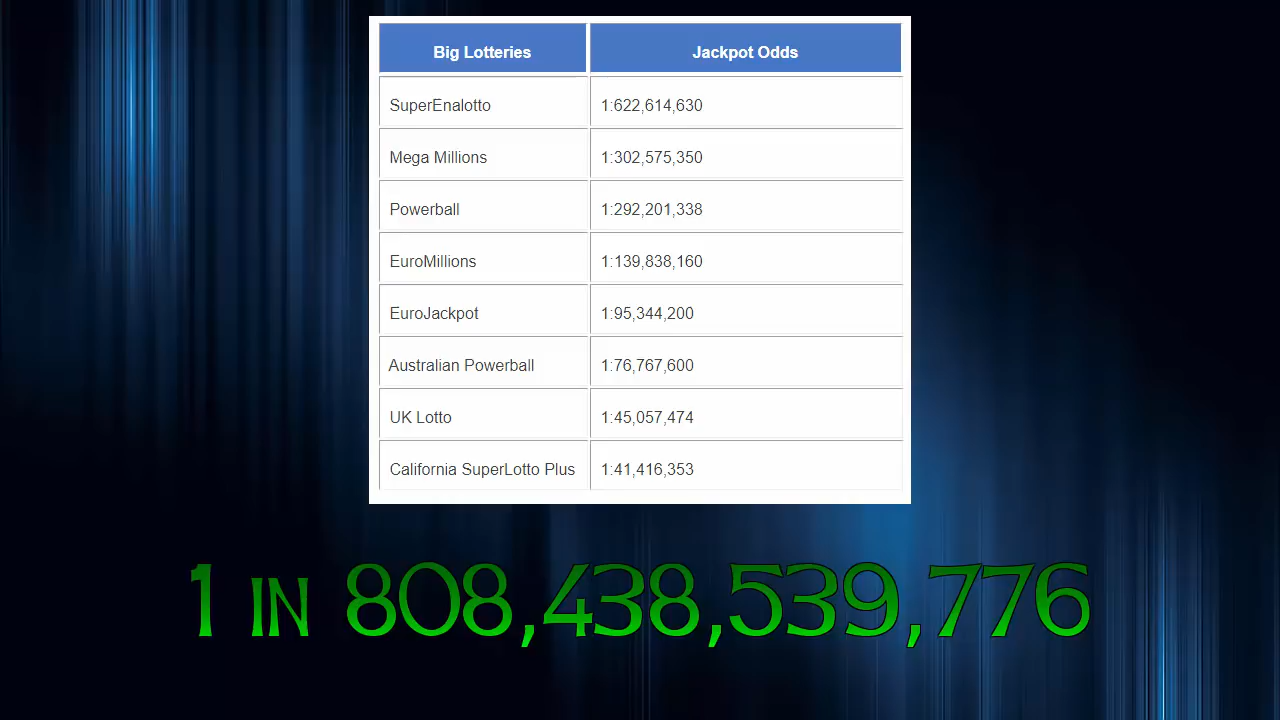 Big Lotteries Jackpot Odds
SuperEnalotto 1:622,614,630
Mega Millions 1:302,575,350
Powerball 1:292,201,338
EuroMillions 1:139,838,160
EuroJackpot 1:95,344,200
Australian Powerball 1:76,767,600
UK Lotto 1:45,057,474
California SuperLotto Plus 1:41,416,353
1 IN 808,438,539,776